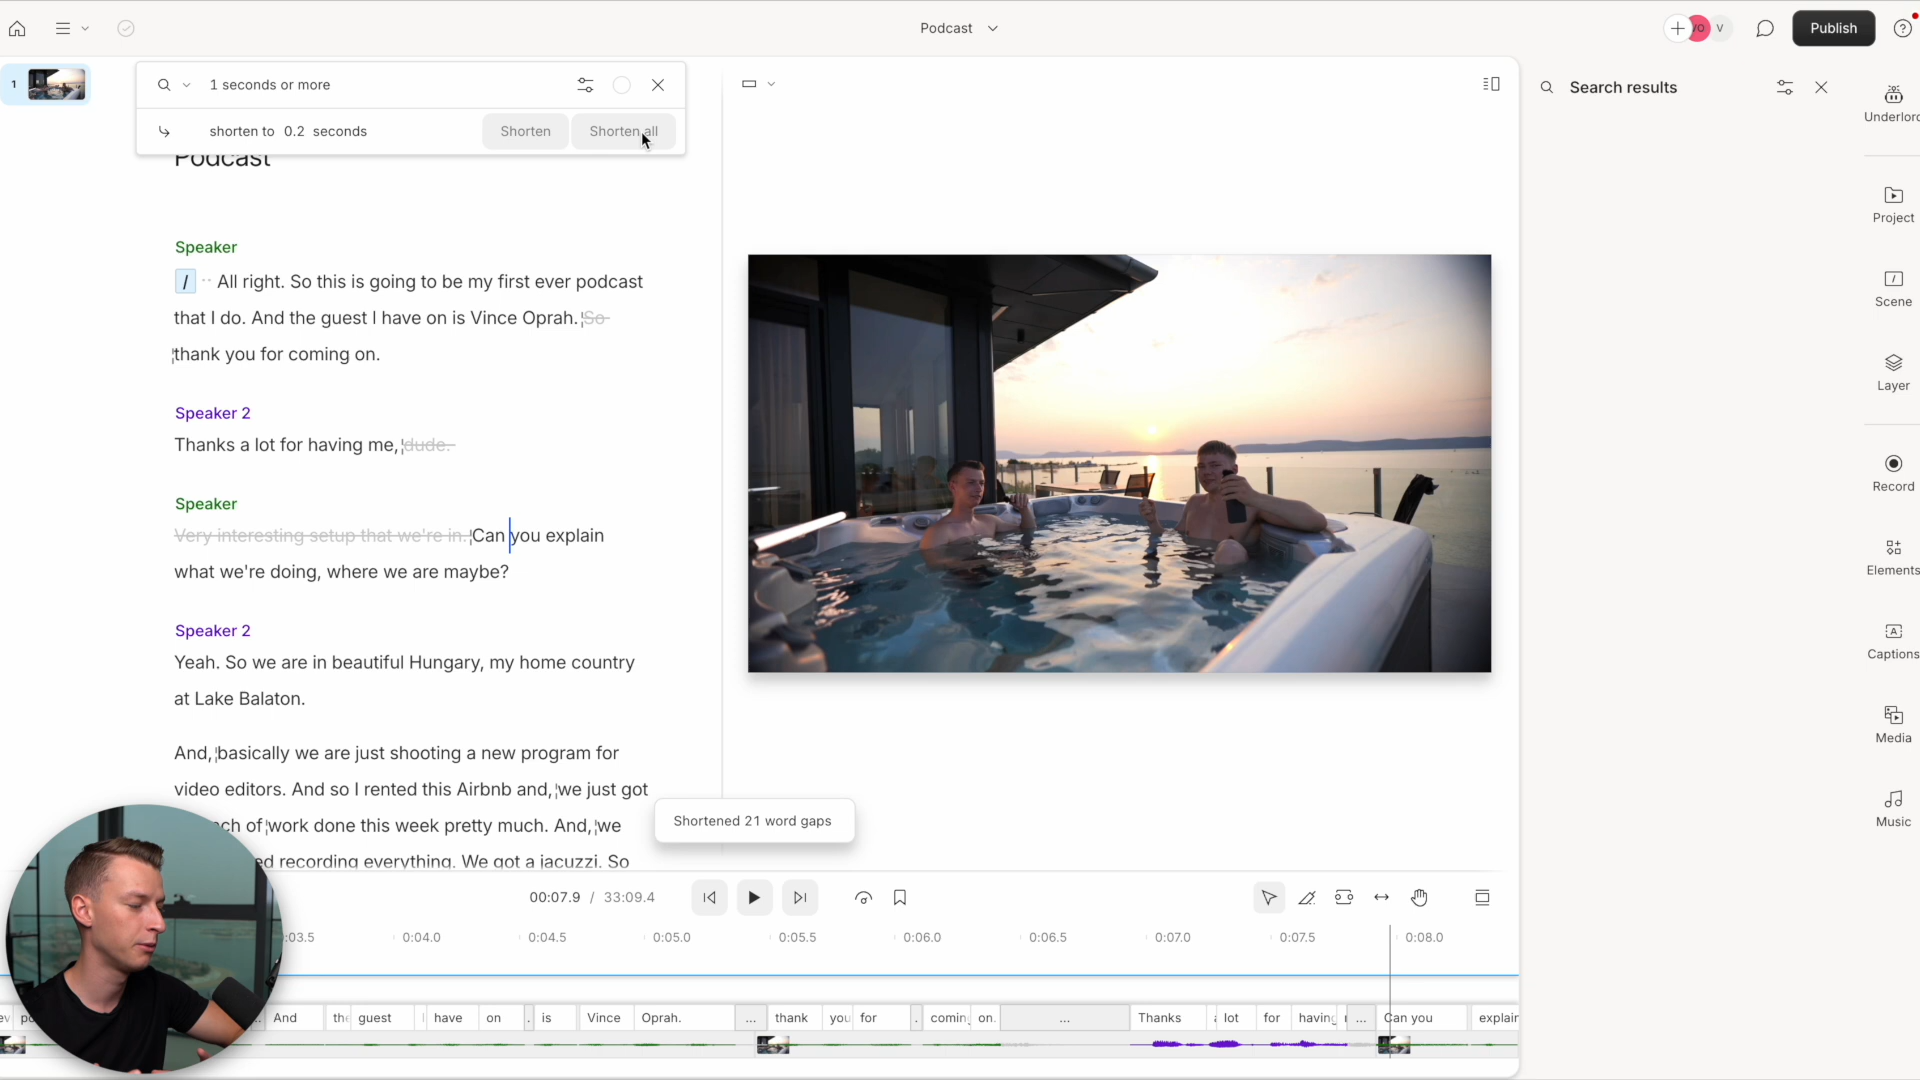 Podcast
V
Publish
1
1 seconds or more
shorten to 0.2 seconds
Shorten
Shorten all
Search results
Podcast
Speaker
/ All right. So this is going to be my first ever podcast
that I do. And the guest I have on is Vince Oprah. So
thank you for coming on.
Speaker 2
Thanks a lot for having me, dude.
Speaker
Very interesting setup that we're in. Can you explain
what we're doing, where we are maybe?
Speaker 2
Yeah. So we are in beautiful Hungary, my home country
at Lake Balaton.
And, basically we are just shooting a new program for
video editors. And so I rented this Airbnb and, we just got
of work done this week pretty much. And, we
recording everything. We got a jacuzzi. So
Shortened 21 word gaps
Underlord
Project
Scene
Layer
Record
Elements
Captions
Media
Music
00:07.9 / 33:09.4
:03.5 0:04.0 0:04.5 0:05.0 0:05.5 0:06.0 0:06.5 0:07.0 0:07.5 0:08.0
And guest have on . is Vince Oprah. ... thank you for . coming on. ... Thanks lot for having ... Can you explain